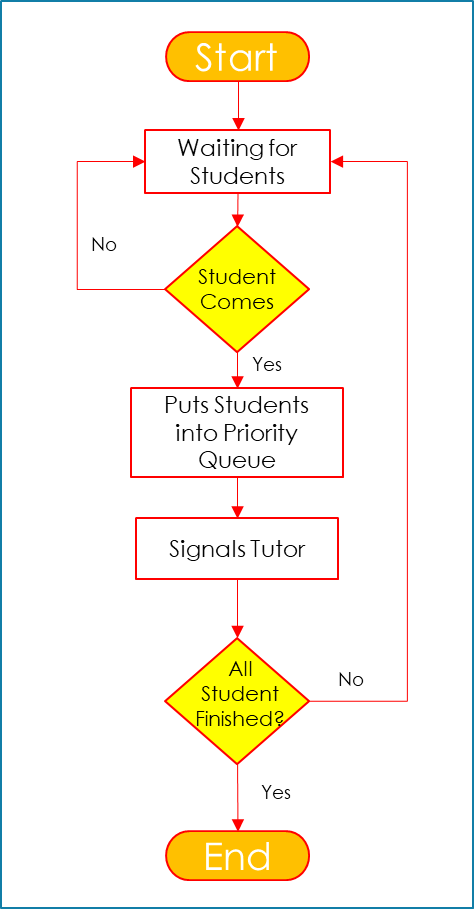 Start
Waiting for
Students
No
Student
Comes
Yes
Puts Students
into Priority
Queue
Signals Tutor
All
Student
Finished?
No
Yes
End